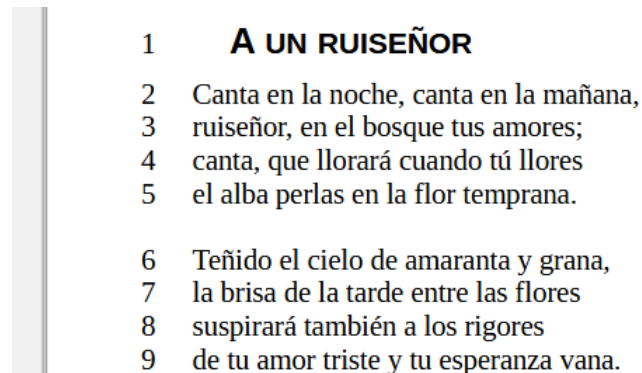 1 A UN RUISEÑOR
2 Canta en la noche, canta en la mañana,
3 ruiseñor, en el bosque tus amores;
4 canta, que llorará cuando tú llores
5 el alba perlas en la flor temprana.
6 Teñido el cielo de amaranta y grana,
7 la brisa de la tarde entre las flores
8 suspirará también a los rigores
9 de tu amor triste y tu esperanza vana.